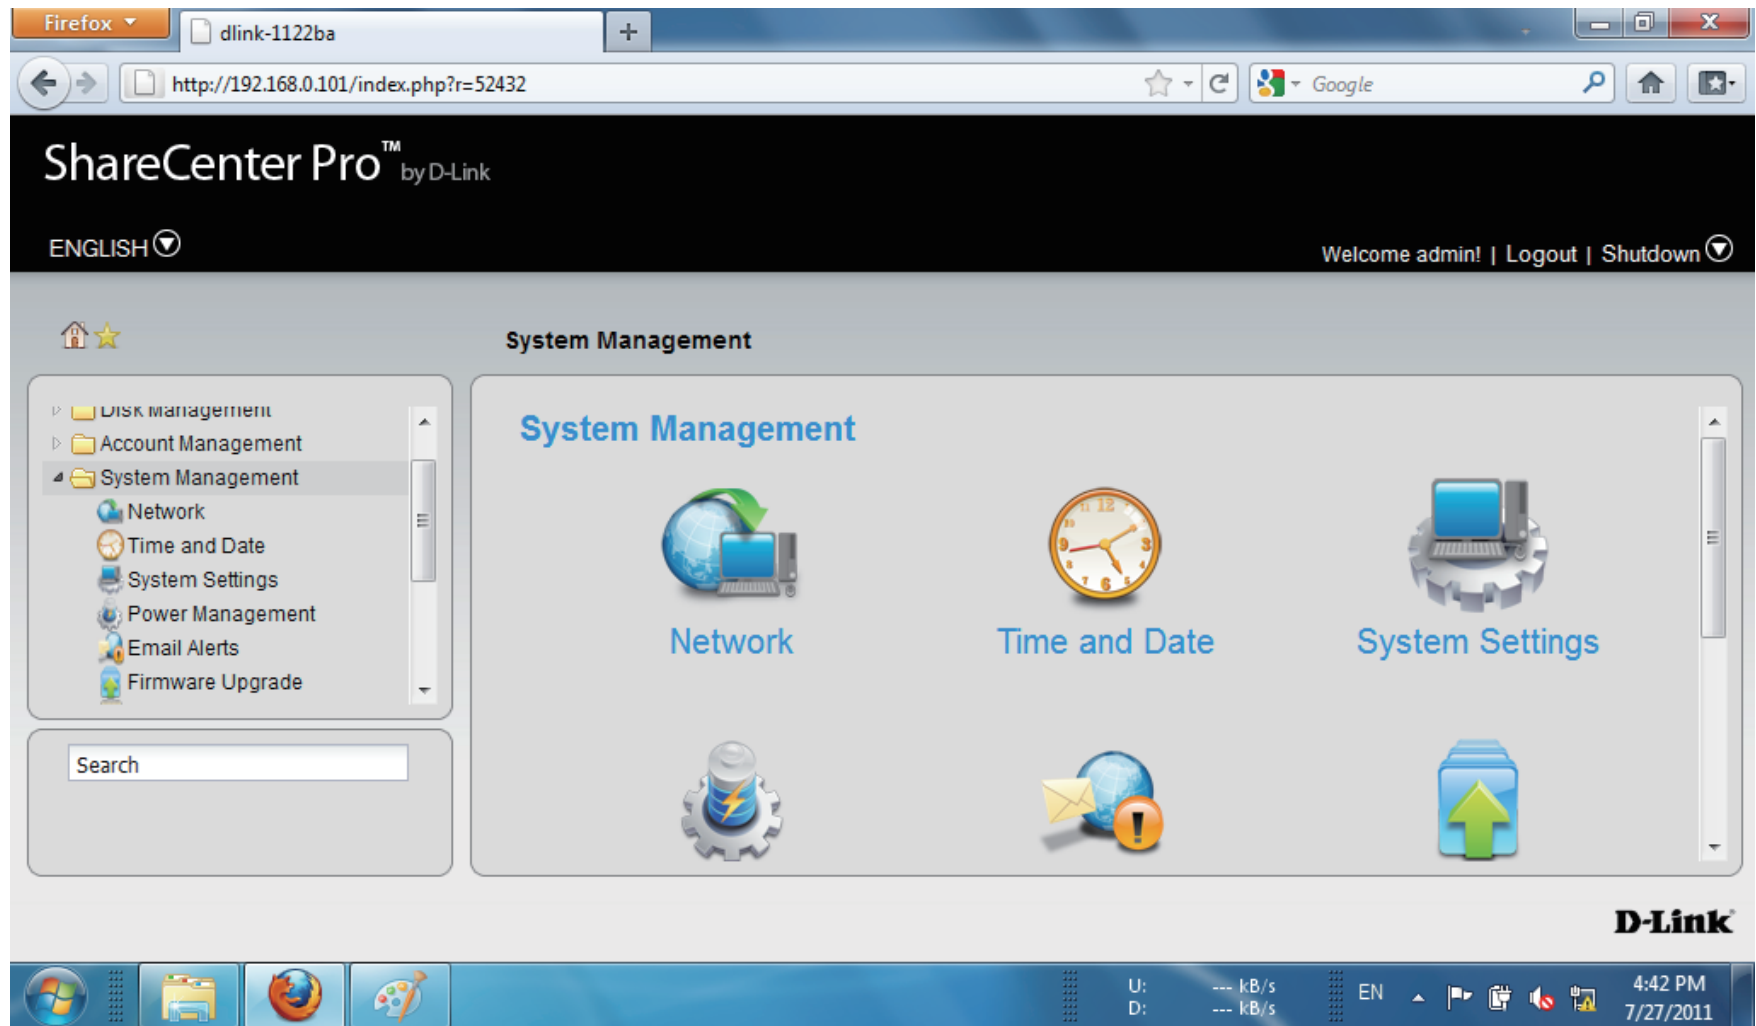 Firefox
dlink-1122ba
http://192.168.0.101/index.php?r=52432
Google
ShareCenter Pro™ by D-Link
ENGLISH
Welcome admin! | Logout | Shutdown
System Management
Disk Management
Account Management
System Management
Network
Time and Date
System Settings
Power Management
Email Alerts
Firmware Upgrade
Search
System Management
Network
Time and Date
System Settings
D-Link
U: --- kB/s
D: --- kB/s
EN
4:42 PM
7/27/2011